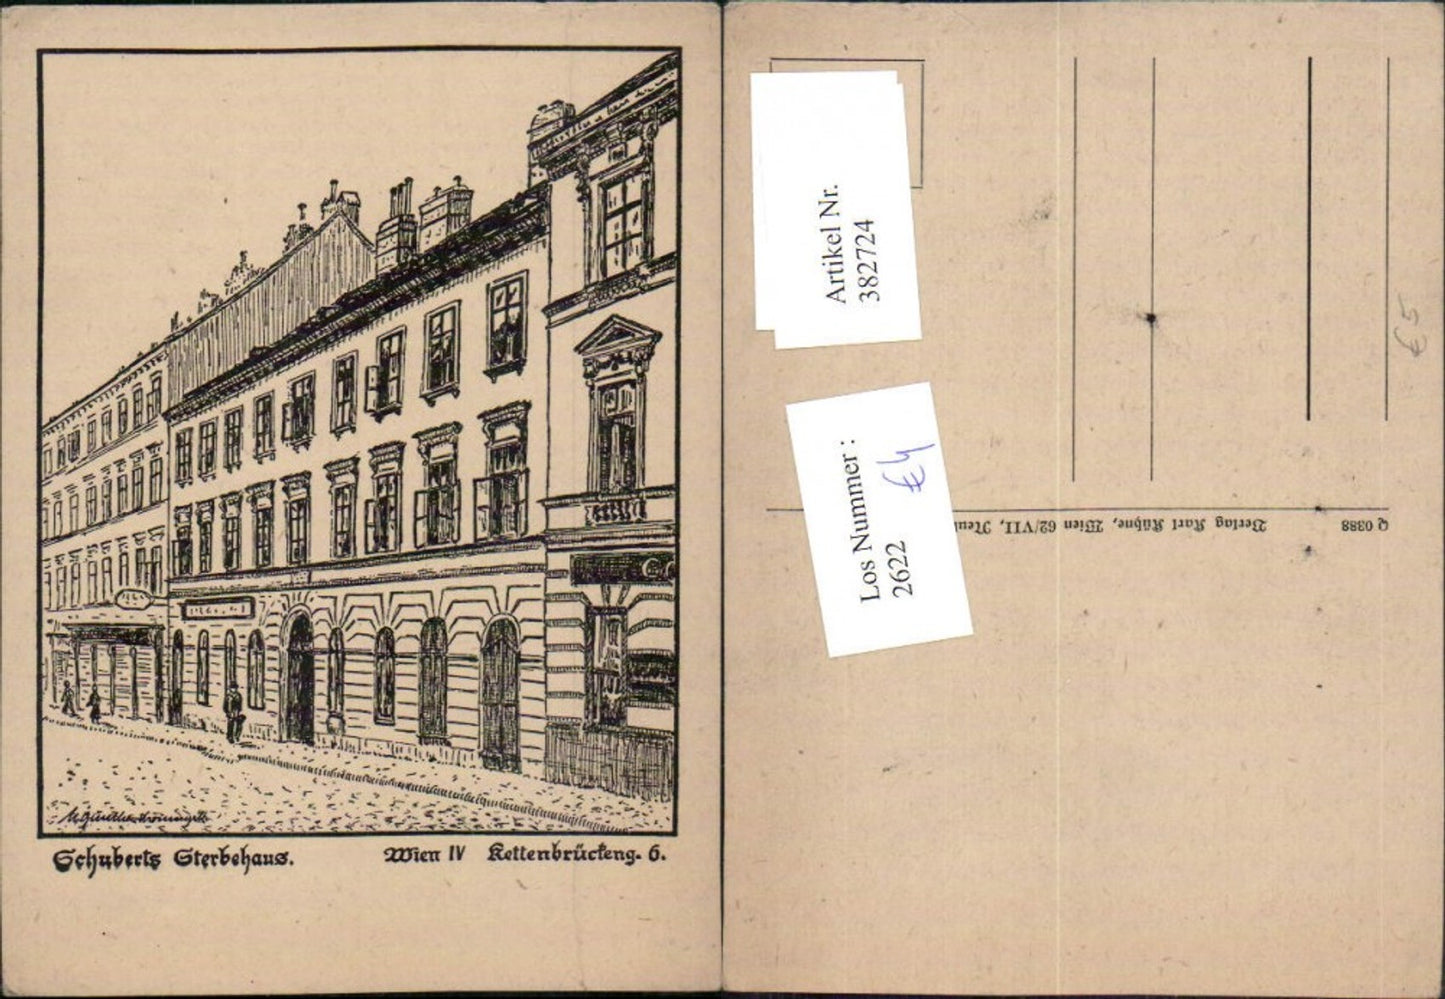 Schuberts Sterbehaus. Wien IV Kettenbrückeng. 6.
Artikel Nr.
382724
Los Nummer :
2622
€4
€5
Verlag Karl Kühne, Wien 62/VII,
Q 0388